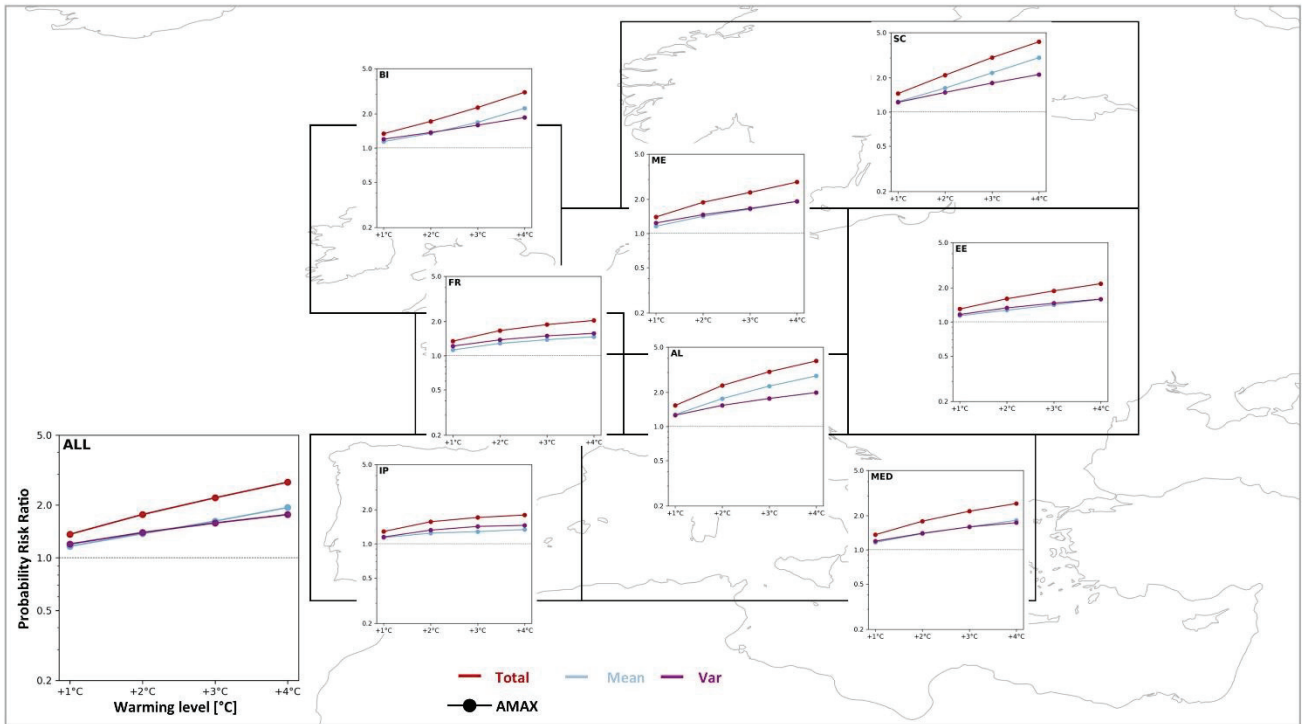 SC
5.0
2.0
1.0
0.5
0.2
+1°C +2°C +3°C +4°C
BI
5.0
2.0
1.0
0.5
0.2
+1°C +2°C +3°C +4°C
ME
5.0
2.0
1.0
0.5
0.2
+1°C +2°C +3°C +4°C
EE
5.0
2.0
1.0
0.5
0.2
+1°C +2°C +3°C +4°C
FR
5.0
2.0
1.0
0.5
0.2
+1°C +2°C +3°C +4°C
AL
5.0
2.0
1.0
0.5
0.2
+1°C +2°C +3°C +4°C
ALL
5.0
2.0
1.0
0.5
0.2
+1°C +2°C +3°C +4°C
Probability Risk Ratio
Warming level [°C]
IP
5.0
2.0
1.0
0.5
0.2
+1°C +2°C +3°C +4°C
MED
5.0
2.0
1.0
0.5
0.2
+1°C +2°C +3°C +4°C
Total Mean Var
AMAX